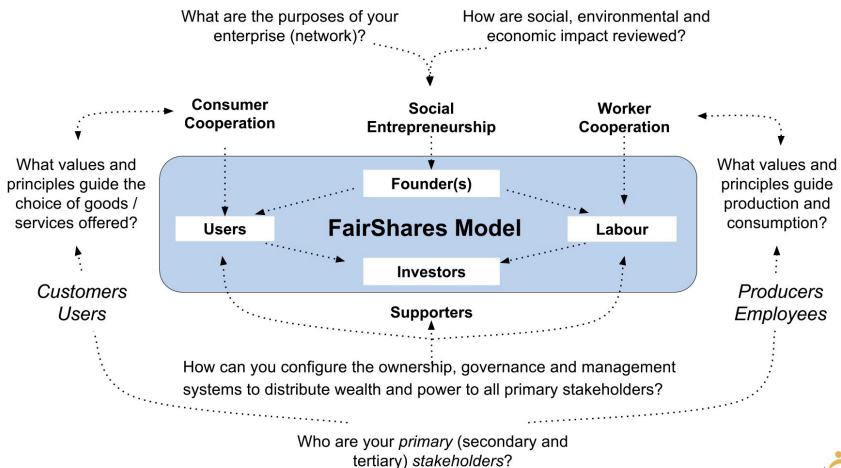 What are the purposes of your
enterprise (network)?
How are social, environmental and
economic impact reviewed?
Consumer
Cooperation
Social
Entrepreneurship
Worker
Cooperation
What values and
principles guide the
choice of goods /
services offered?
What values and
principles guide
production and
consumption?
Founder(s)
Users
FairShares Model
Labour
Investors
Customers
Users
Supporters
Producers
Employees
How can you configure the ownership, governance and management
systems to distribute wealth and power to all primary stakeholders?
Who are your primary (secondary and
tertiary) stakeholders?